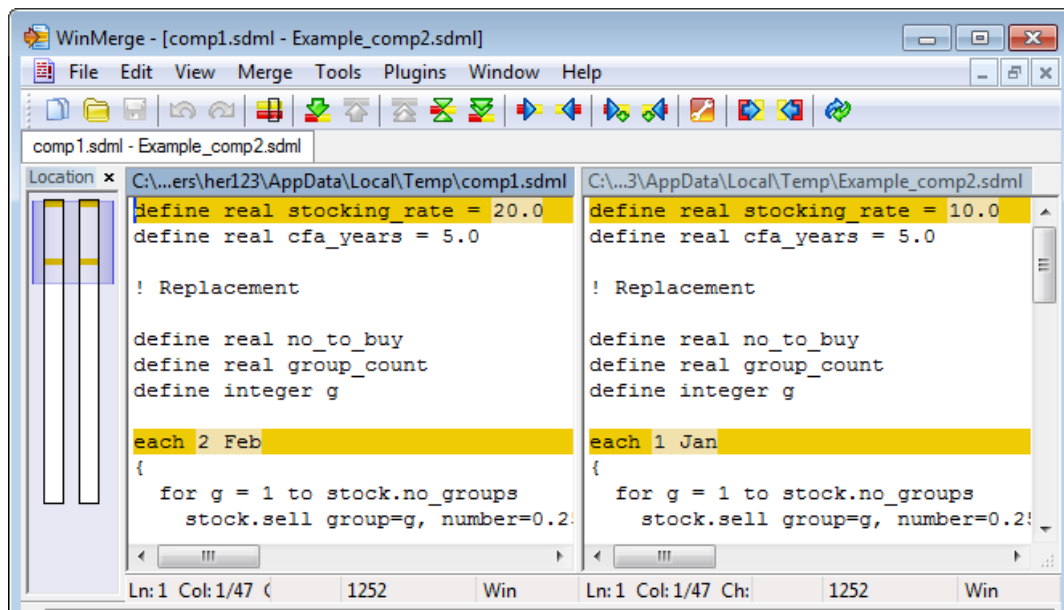 WinMerge - [comp1.sdml - Example_comp2.sdml]
File Edit View Merge Tools Plugins Window Help
comp1.sdml - Example_comp2.sdml
Location x
C:\...ers\her123\AppData\Local\Temp\comp1.sdml
define real stocking_rate = 20.0
define real cfa_years = 5.0
! Replacement
define real no_to_buy
define real group_count
define integer g
each 2 Feb
{
for g = 1 to stock.no_groups
stock.sell group=g, number=0.2
Ln: 1 Col: 1/47 1252 Win
C:\...3\AppData\Local\Temp\Example_comp2.sdml
define real stocking_rate = 10.0
define real cfa_years = 5.0
! Replacement
define real no_to_buy
define real group_count
define integer g
each 1 Jan
{
for g = 1 to stock.no_groups
stock.sell group=g, number=0.25
Ln: 1 Col: 1/47 Ch: 1252 Win